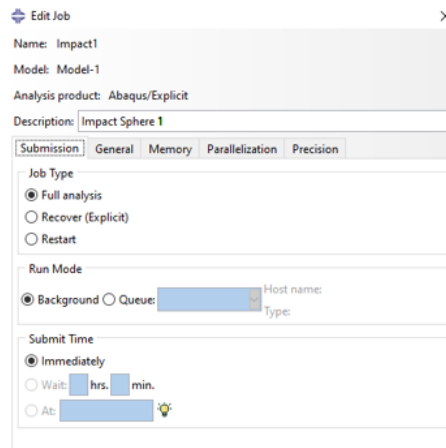 Edit Job
Name: Impact1
Model: Model-1
Analysis product: Abaqus/Explicit
Description: Impact Sphere 1
Submission General Memory Parallelization Precision
Job Type
Full analysis
Recover (Explicit)
Restart
Run Mode
Background Queue: Host name:
Type:
Submit Time
Immediately
Wait: hrs. min.
At: